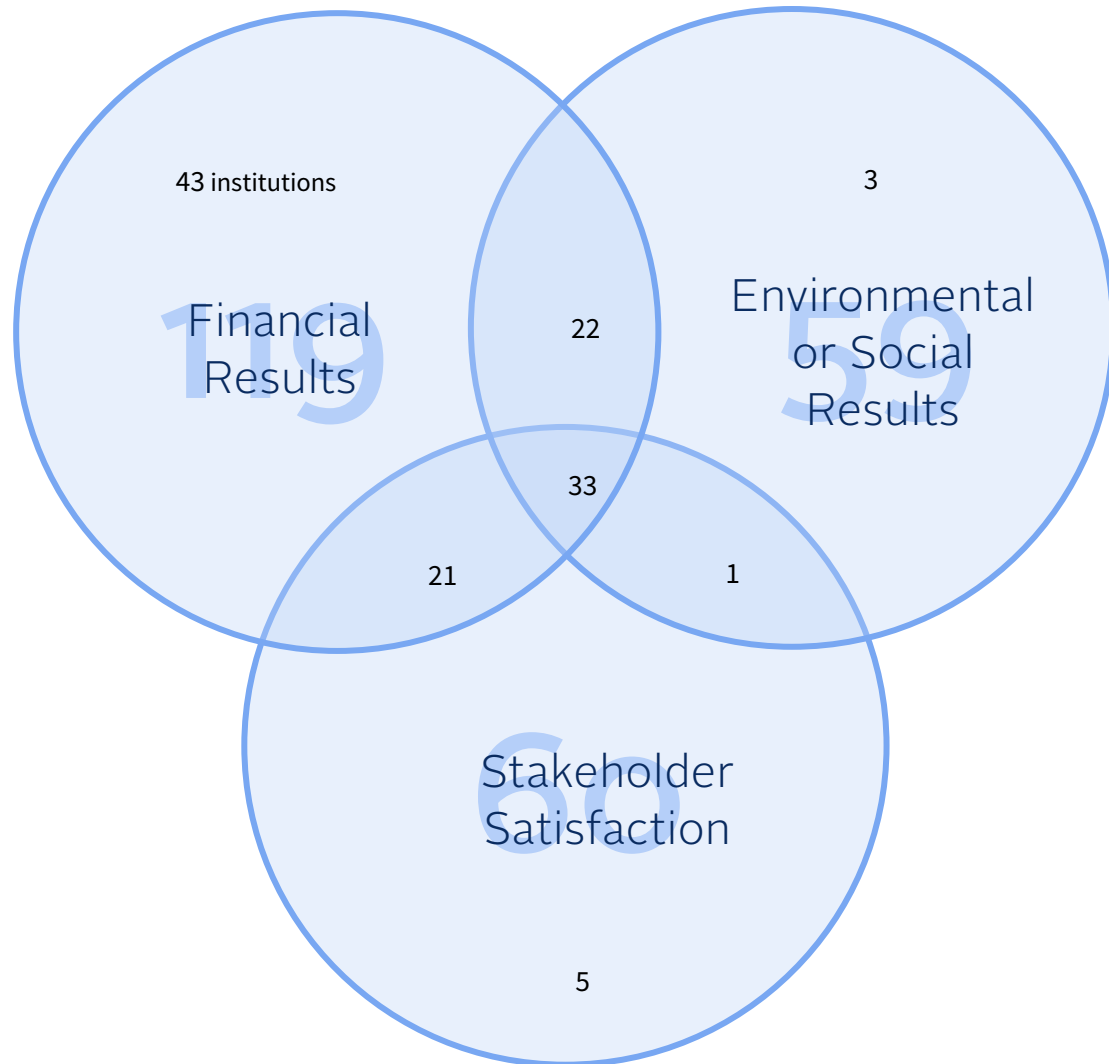 43 institutions
3
119
Financial
Results
22
59
Environmental
or Social
Results
33
21
1
60
Stakeholder
Satisfaction
5